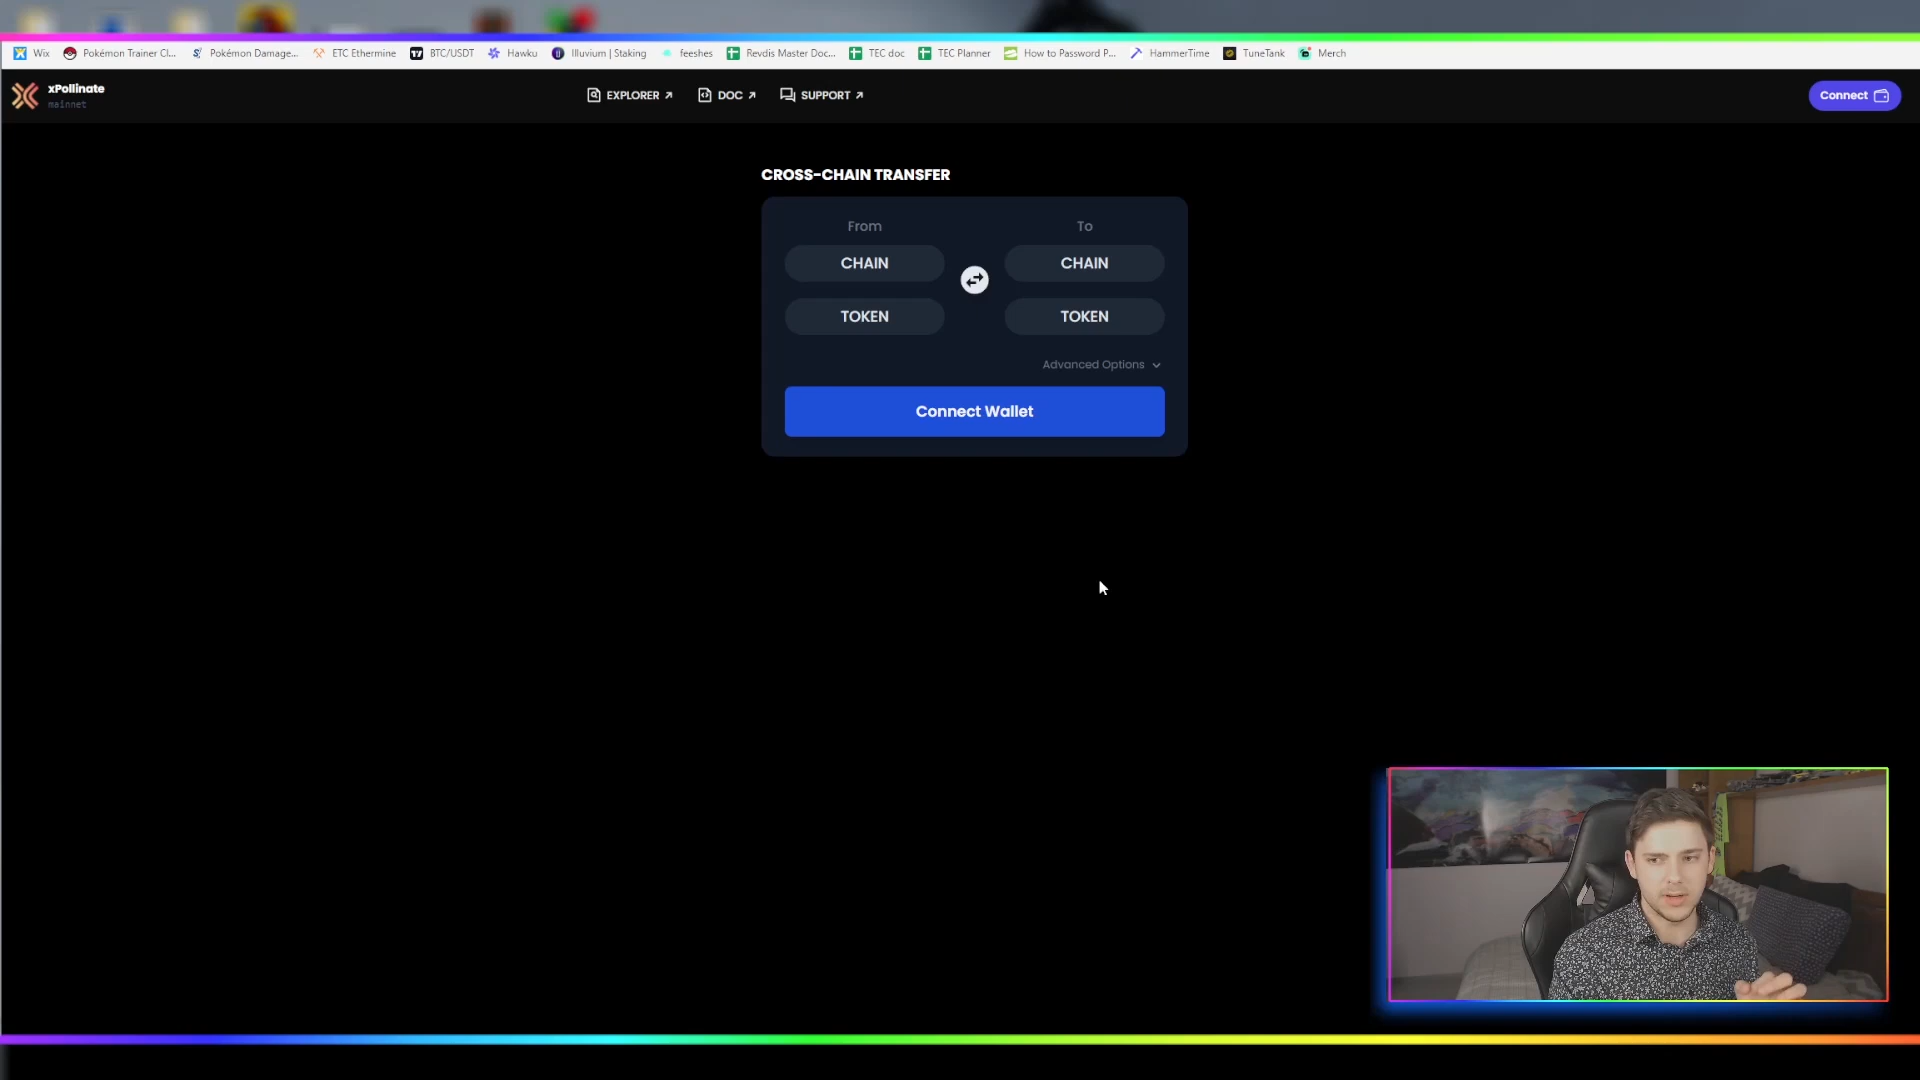 Wix Pokémon Trainer Cl... Pokémon Damage... ETC Ethermine BTC/USDT Hawku Illuvium | Staking feeshes Revdis Master Doc... TEC doc TEC Planner How to Password P... HammerTime TuneTank Merch
xPollinate
mainnet
EXPLORER DOC SUPPORT
Connect
CROSS-CHAIN TRANSFER
From To
CHAIN CHAIN
TOKEN TOKEN
Advanced Options
Connect Wallet